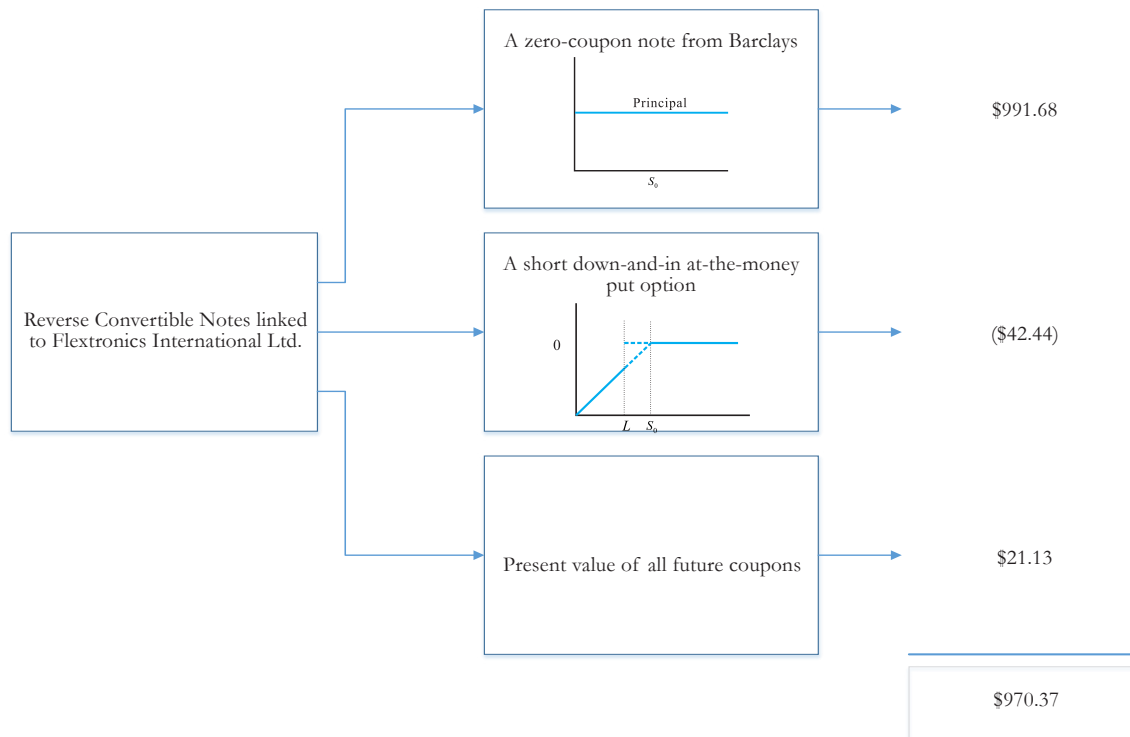 A zero-coupon note from Barclays
Principal
S₀
$991.68
Reverse Convertible Notes linked
to Flextronics International Ltd.
A short down-and-in at-the-money
put option
0
L S₀
($42.44)
Present value of all future coupons
$21.13
$970.37